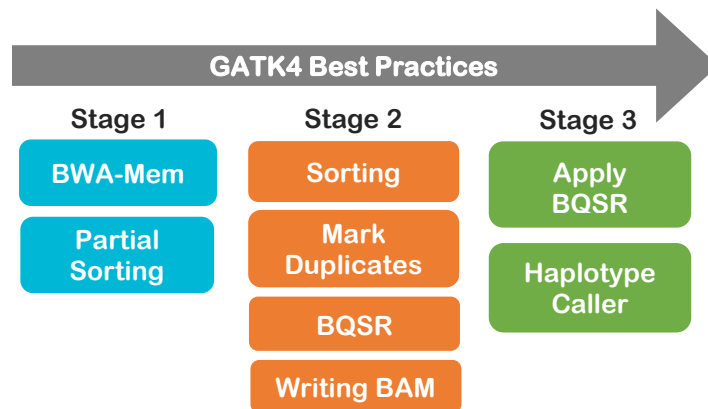 GATK4 Best Practices
Stage 1
BWA-Mem
Partial
Sorting
Stage 2
Sorting
Mark
Duplicates
BQSR
Writing BAM
Stage 3
Apply
BQSR
Haplotype
Caller